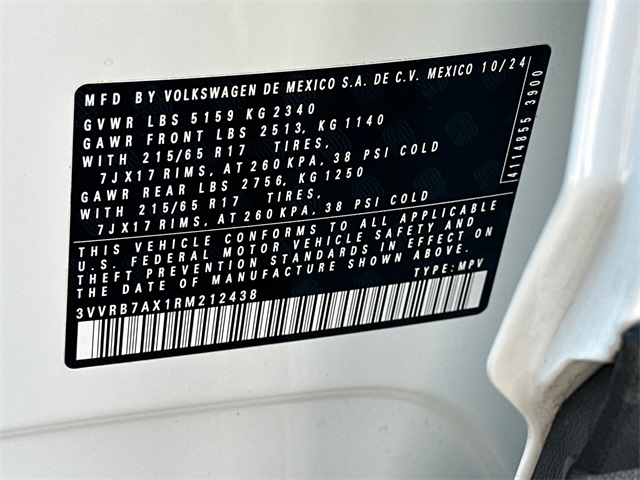 MFD BY VOLKSWAGEN DE MEXICO S.A. DE C.V. MEXICO 10/24
GVWR LBS 5159 KG 2340
GAWR FRONT LBS 2513, KG 1140
WITH 215/65 R17 TIRES,
7JX17 RIMS, AT 260 KPA, 38 PSI COLD
GAWR REAR LBS 2756, KG 1250
WITH 215/65 R17 TIRES,
7JX17 RIMS, AT 260 KPA, 38 PSI COLD
THIS VEHICLE CONFORMS TO ALL APPLICABLE
U.S. FEDERAL MOTOR VEHICLE SAFETY AND
THEFT PREVENTION STANDARDS IN EFFECT ON
THE DATE OF MANUFACTURE SHOWN ABOVE.
3VVRB7AX1RM212438 TYPE: MPV
4114855 3900